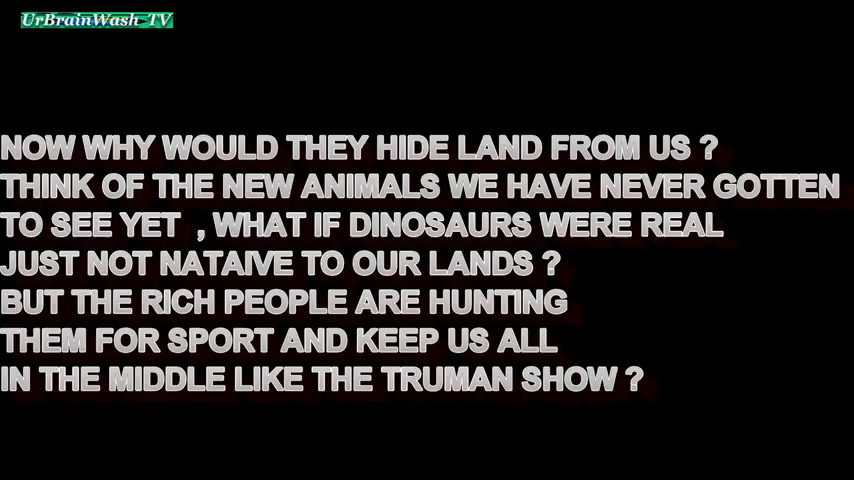 UrBrainWash TV
NOW WHY WOULD THEY HIDE LAND FROM US ?
THINK OF THE NEW ANIMALS WE HAVE NEVER GOTTEN
TO SEE YET , WHAT IF DINOSAURS WERE REAL
JUST NOT NATAIVE TO OUR LANDS ?
BUT THE RICH PEOPLE ARE HUNTING
THEM FOR SPORT AND KEEP US ALL
IN THE MIDDLE LIKE THE TRUMAN SHOW ?